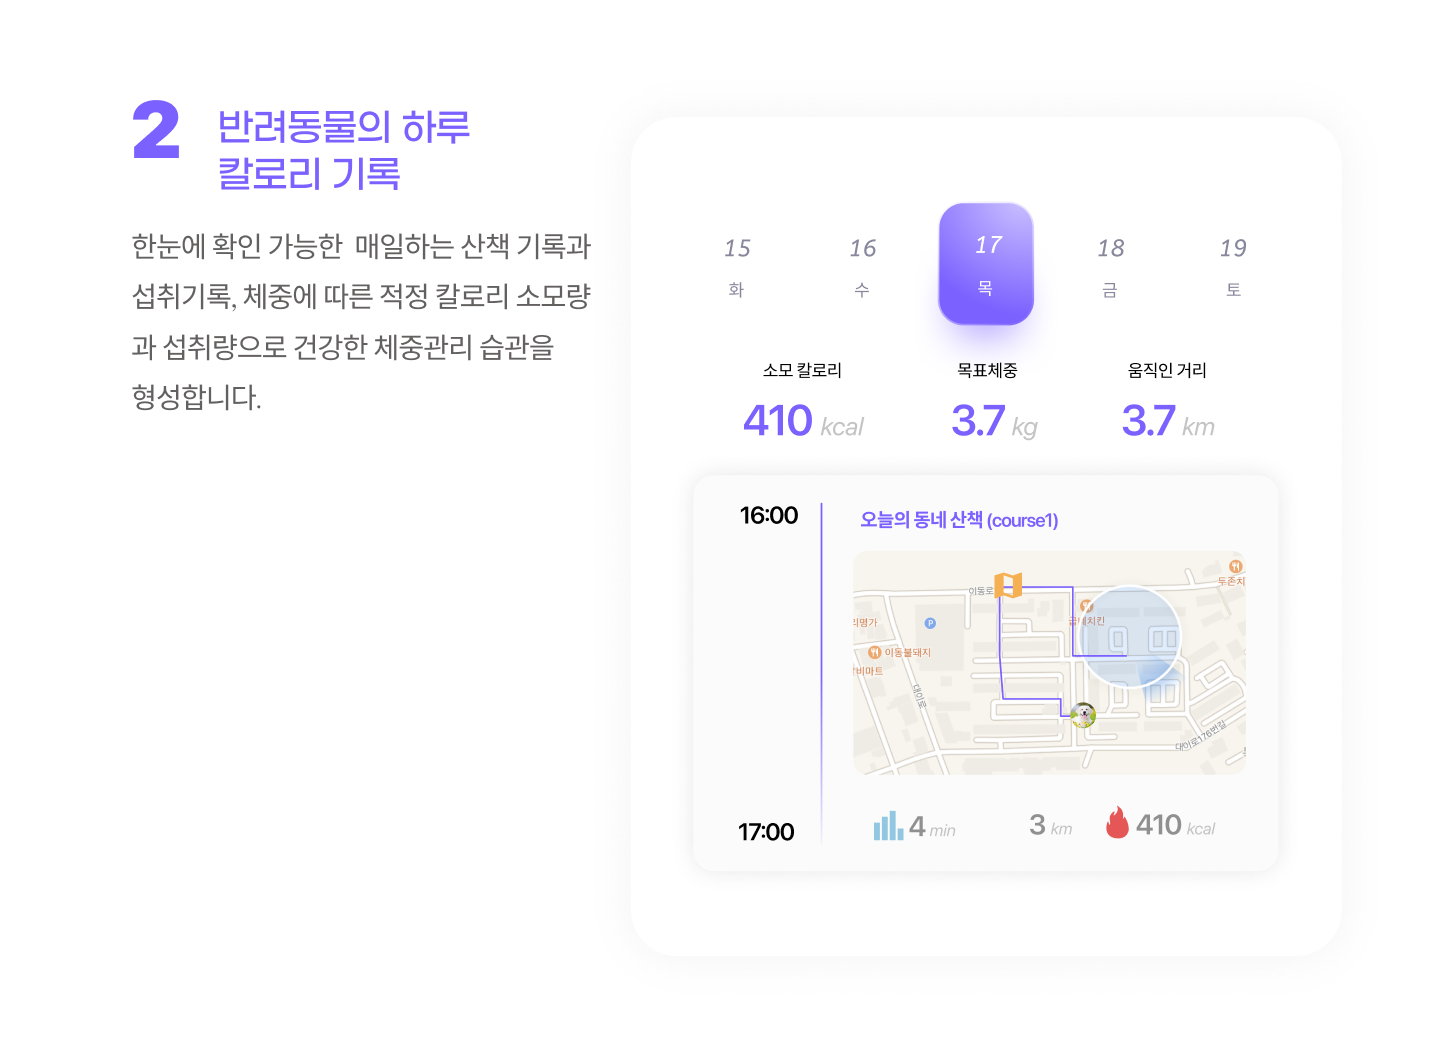 2
반려동물의 하루
칼로리 기록
한눈에 확인 가능한 매일하는 산책 기록과
섭취기록, 체중에 따른 적정 칼로리 소모량
과 섭취량으로 건강한 체중관리 습관을
형성합니다.
15 16 17 18 19
화 수 목 금 토
소모 칼로리 목표체중 움직인 거리
410 kcal 3.7 kg 3.7 km
16:00
오늘의 동네 산책 (course1)
두존치
이동로
리명가
P
치킨
이동불돼지
비마트
대이로
대이로176번길
17:00
4 min 3 km 410 kcal